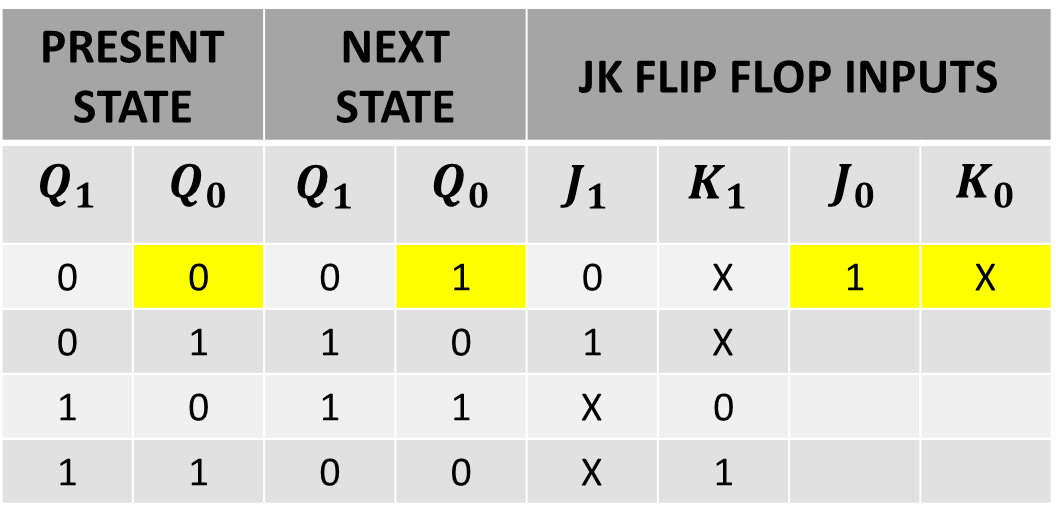 PRESENT STATE NEXT STATE JK FLIP FLOP INPUTS
Q₁ Q₀ Q₁ Q₀ J₁ K₁ J₀ K₀
0 0 0 1 0 X 1 X
0 1 1 0 1 X
1 0 1 1 X 0
1 1 0 0 X 1